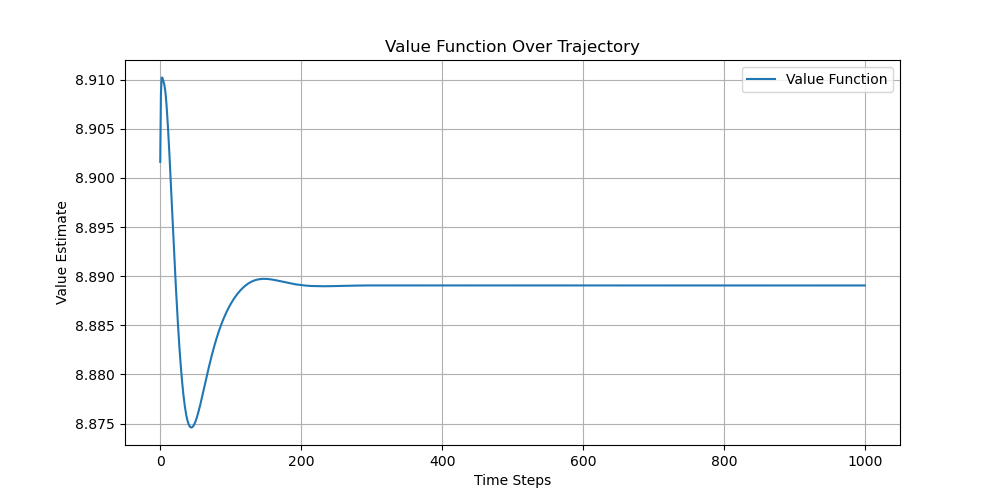 Value Function Over Trajectory
Value Function
Value Estimate
8.910
8.905
8.900
8.895
8.890
8.885
8.880
8.875
0 200 400 600 800 1000
Time Steps